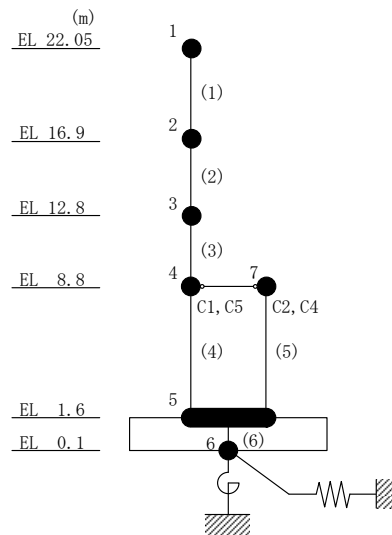 (m)
EL 22.05
1
(1)
EL 16.9
2
(2)
EL 12.8
3
(3)
EL 8.8
4
7
C1, C5
C2, C4
(4)
(5)
EL 1.6
5
EL 0.1
6
(6)